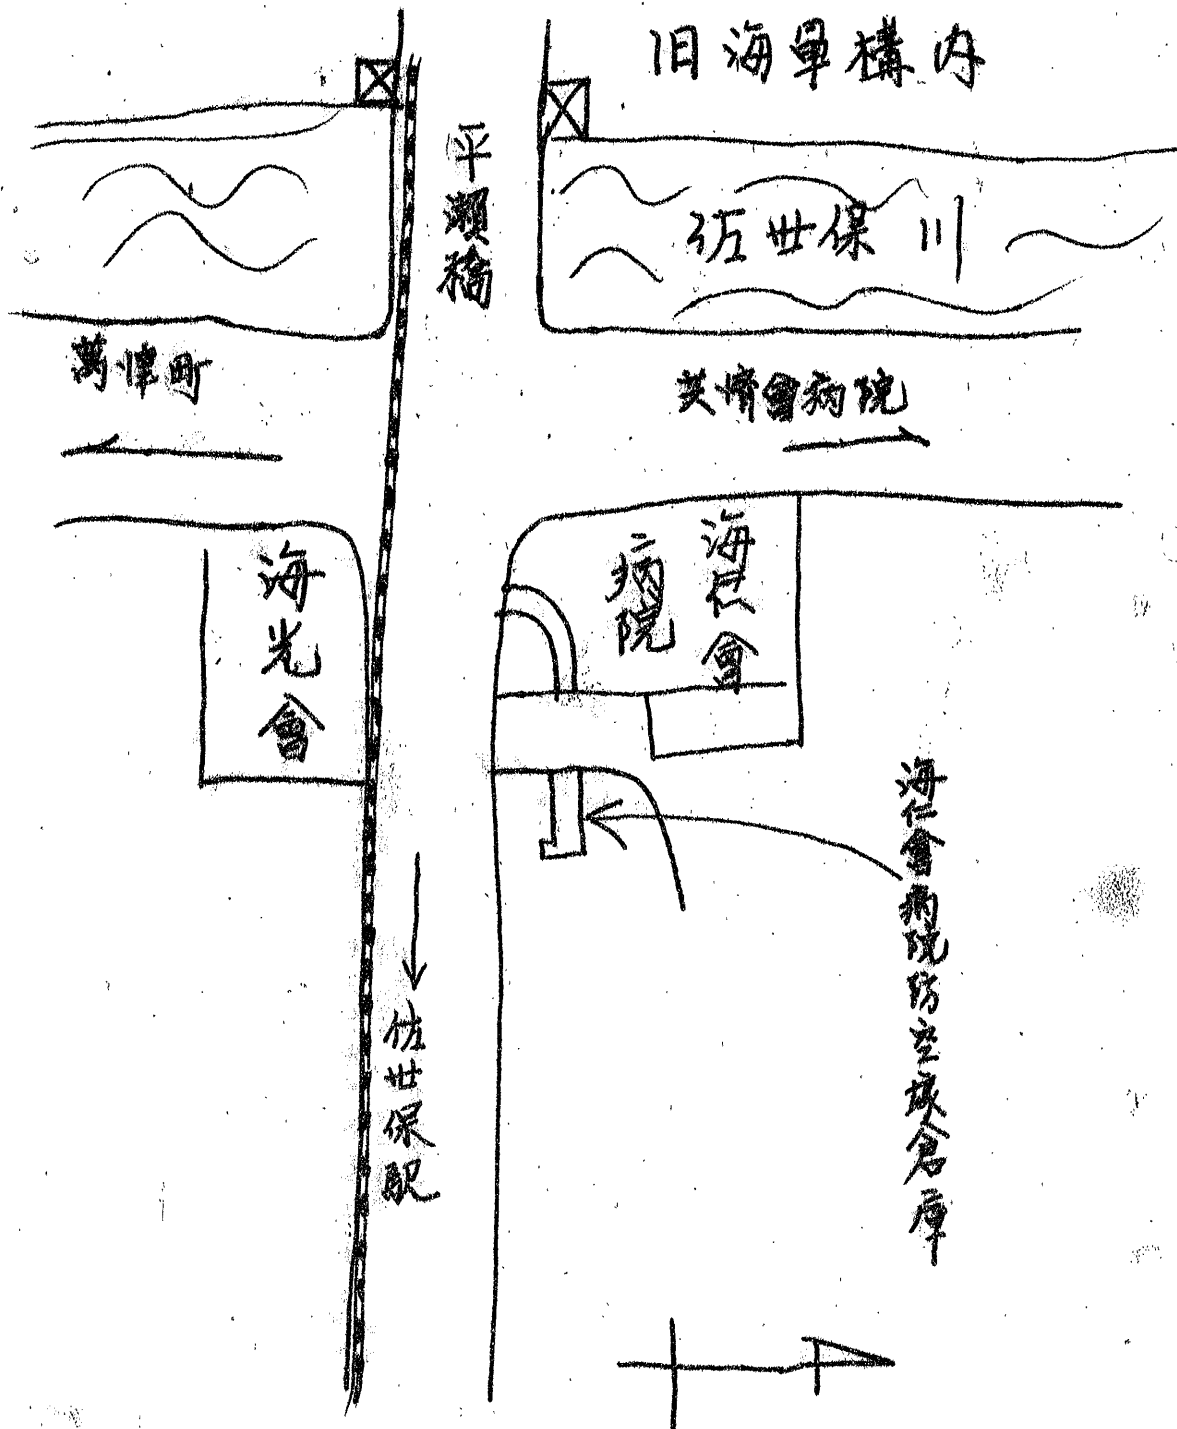 旧海軍構内
平瀬橋
佐世保川
萬津町
共済會病院
海仁會
病院
海光會
海仁會病院防空壕倉庫
佐世保駅